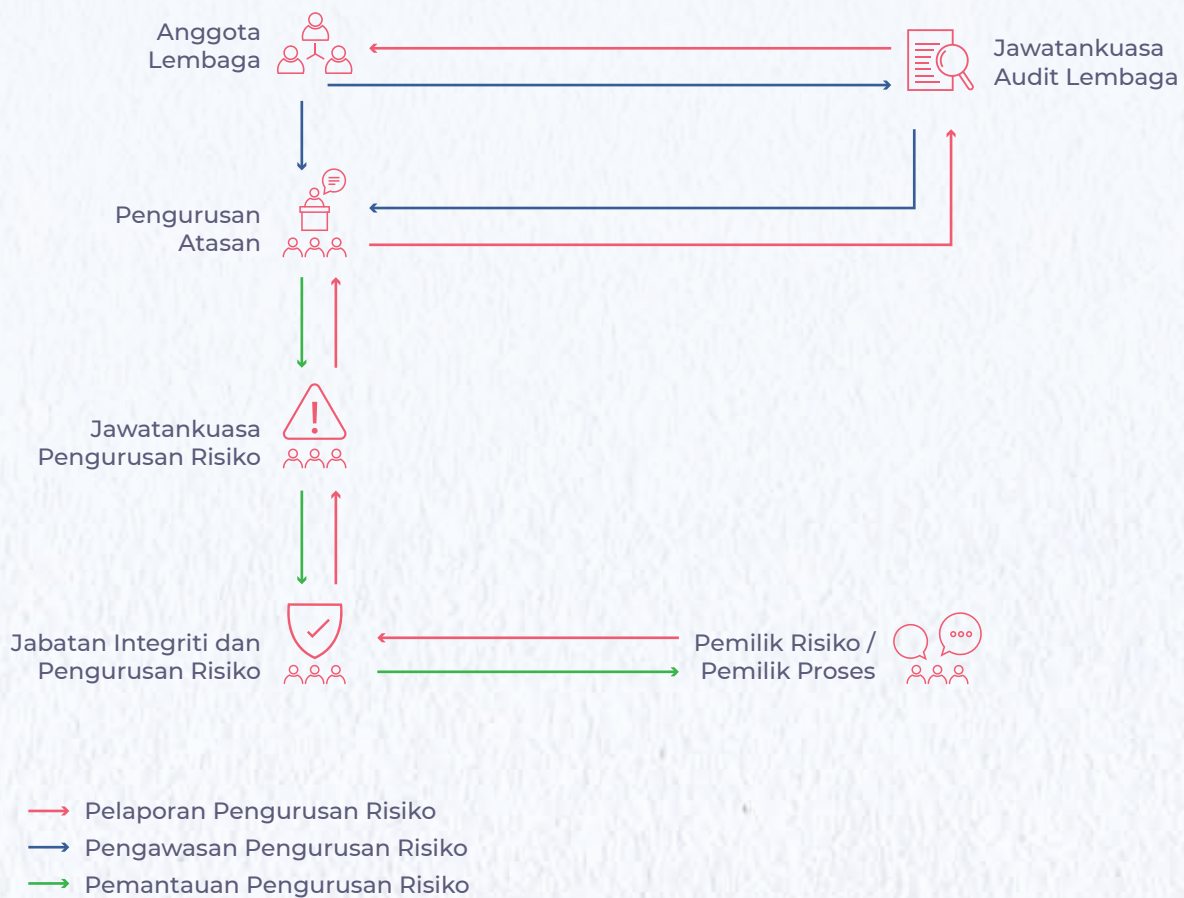 Anggota
Lembaga
Jawatankuasa
Audit Lembaga
Pengurusan
Atasan
Jawatankuasa
Pengurusan Risiko
Jabatan Integriti dan
Pengurusan Risiko
Pemilik Risiko /
Pemilik Proses
Pelaporan Pengurusan Risiko
Pengawasan Pengurusan Risiko
Pemantauan Pengurusan Risiko